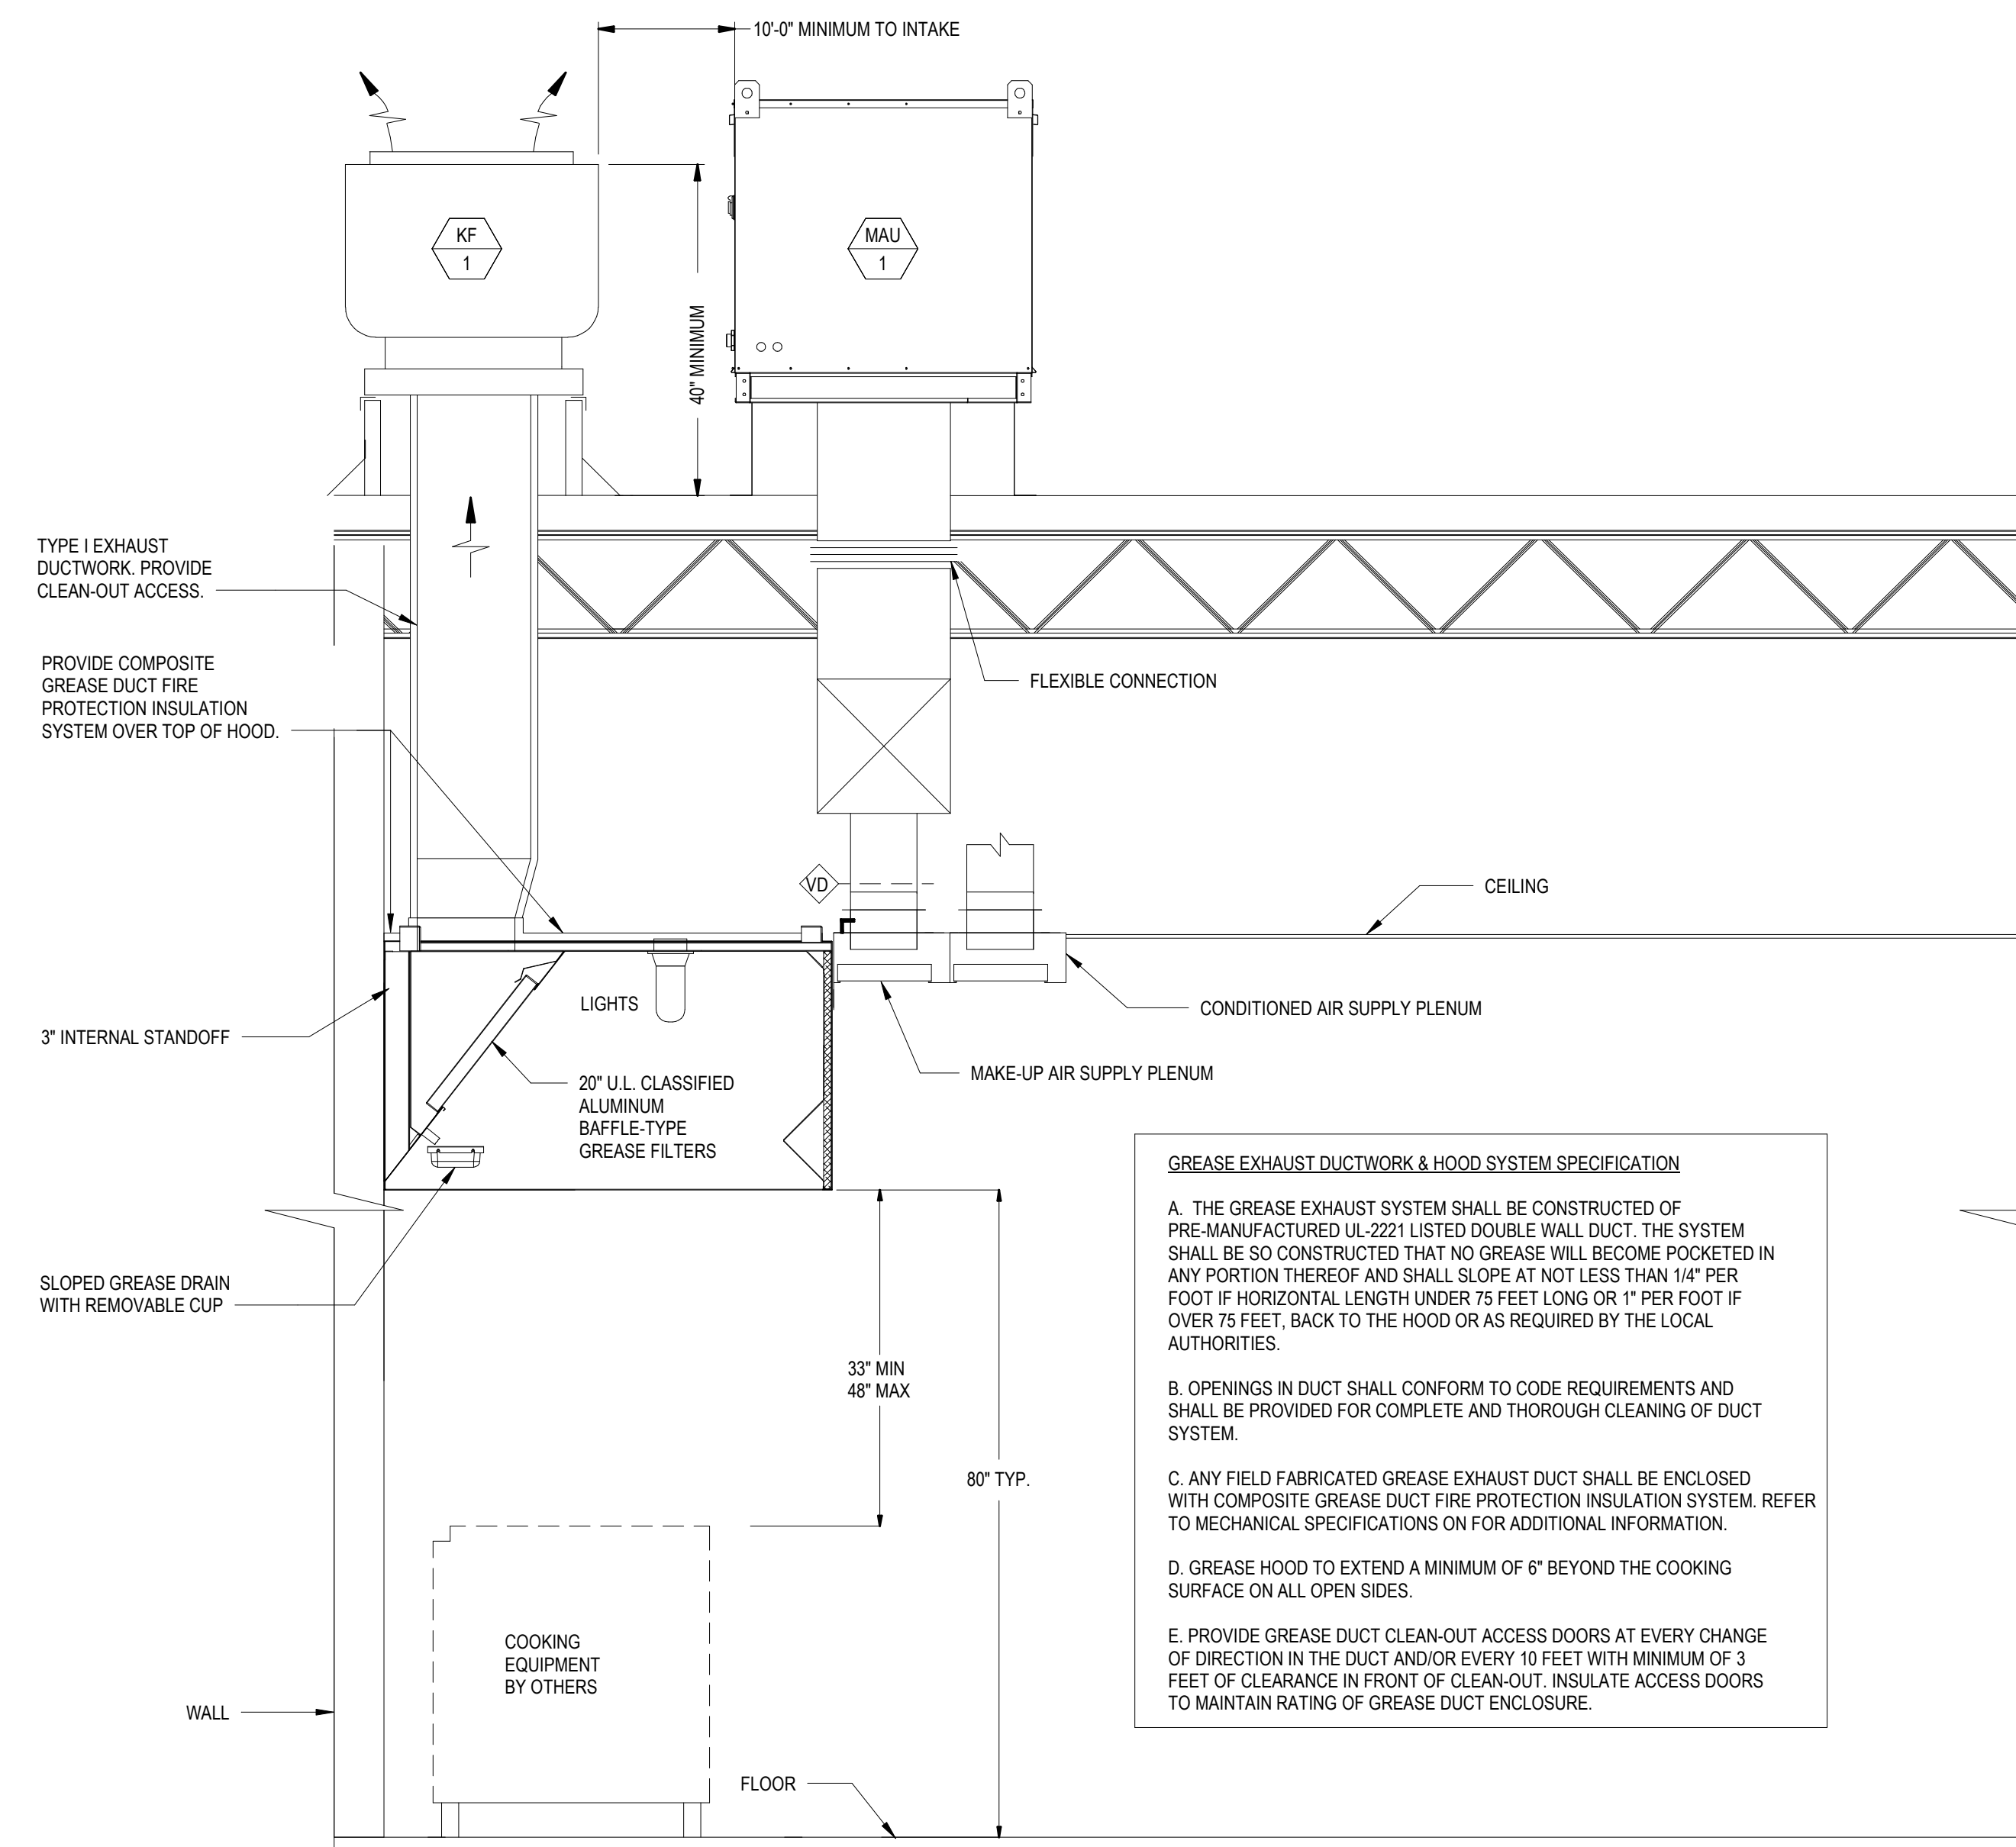 10'-0" MINIMUM TO INTAKE
KF
1
MAU
1
40" MINIMUM
TYPE I EXHAUST
DUCTWORK. PROVIDE
CLEAN-OUT ACCESS.
PROVIDE COMPOSITE
GREASE DUCT FIRE
PROTECTION INSULATION
SYSTEM OVER TOP OF HOOD.
FLEXIBLE CONNECTION
VD
CEILING
3" INTERNAL STANDOFF
LIGHTS
CONDITIONED AIR SUPPLY PLENUM
MAKE-UP AIR SUPPLY PLENUM
20" U.L. CLASSIFIED
ALUMINUM
BAFFLE-TYPE
GREASE FILTERS
SLOPED GREASE DRAIN
WITH REMOVABLE CUP
33" MIN
48" MAX
80" TYP.
COOKING
EQUIPMENT
BY OTHERS
WALL
FLOOR
GREASE EXHAUST DUCTWORK & HOOD SYSTEM SPECIFICATION
A. THE GREASE EXHAUST SYSTEM SHALL BE CONSTRUCTED OF
PRE-MANUFACTURED UL-2221 LISTED DOUBLE WALL DUCT. THE SYSTEM
SHALL BE SO CONSTRUCTED THAT NO GREASE WILL BECOME POCKETED IN
ANY PORTION THEREOF AND SHALL SLOPE AT NOT LESS THAN 1/4" PER
FOOT IF HORIZONTAL LENGTH UNDER 75 FEET LONG OR 1" PER FOOT IF
OVER 75 FEET, BACK TO THE HOOD OR AS REQUIRED BY THE LOCAL
AUTHORITIES.
B. OPENINGS IN DUCT SHALL CONFORM TO CODE REQUIREMENTS AND
SHALL BE PROVIDED FOR COMPLETE AND THOROUGH CLEANING OF DUCT
SYSTEM.
C. ANY FIELD FABRICATED GREASE EXHAUST DUCT SHALL BE ENCLOSED
WITH COMPOSITE GREASE DUCT FIRE PROTECTION INSULATION SYSTEM. REFER
TO MECHANICAL SPECIFICATIONS ON FOR ADDITIONAL INFORMATION.
D. GREASE HOOD TO EXTEND A MINIMUM OF 6" BEYOND THE COOKING
SURFACE ON ALL OPEN SIDES.
E. PROVIDE GREASE DUCT CLEAN-OUT ACCESS DOORS AT EVERY CHANGE
OF DIRECTION IN THE DUCT AND/OR EVERY 10 FEET WITH MINIMUM OF 3
FEET OF CLEARANCE IN FRONT OF CLEAN-OUT. INSULATE ACCESS DOORS
TO MAINTAIN RATING OF GREASE DUCT ENCLOSURE.